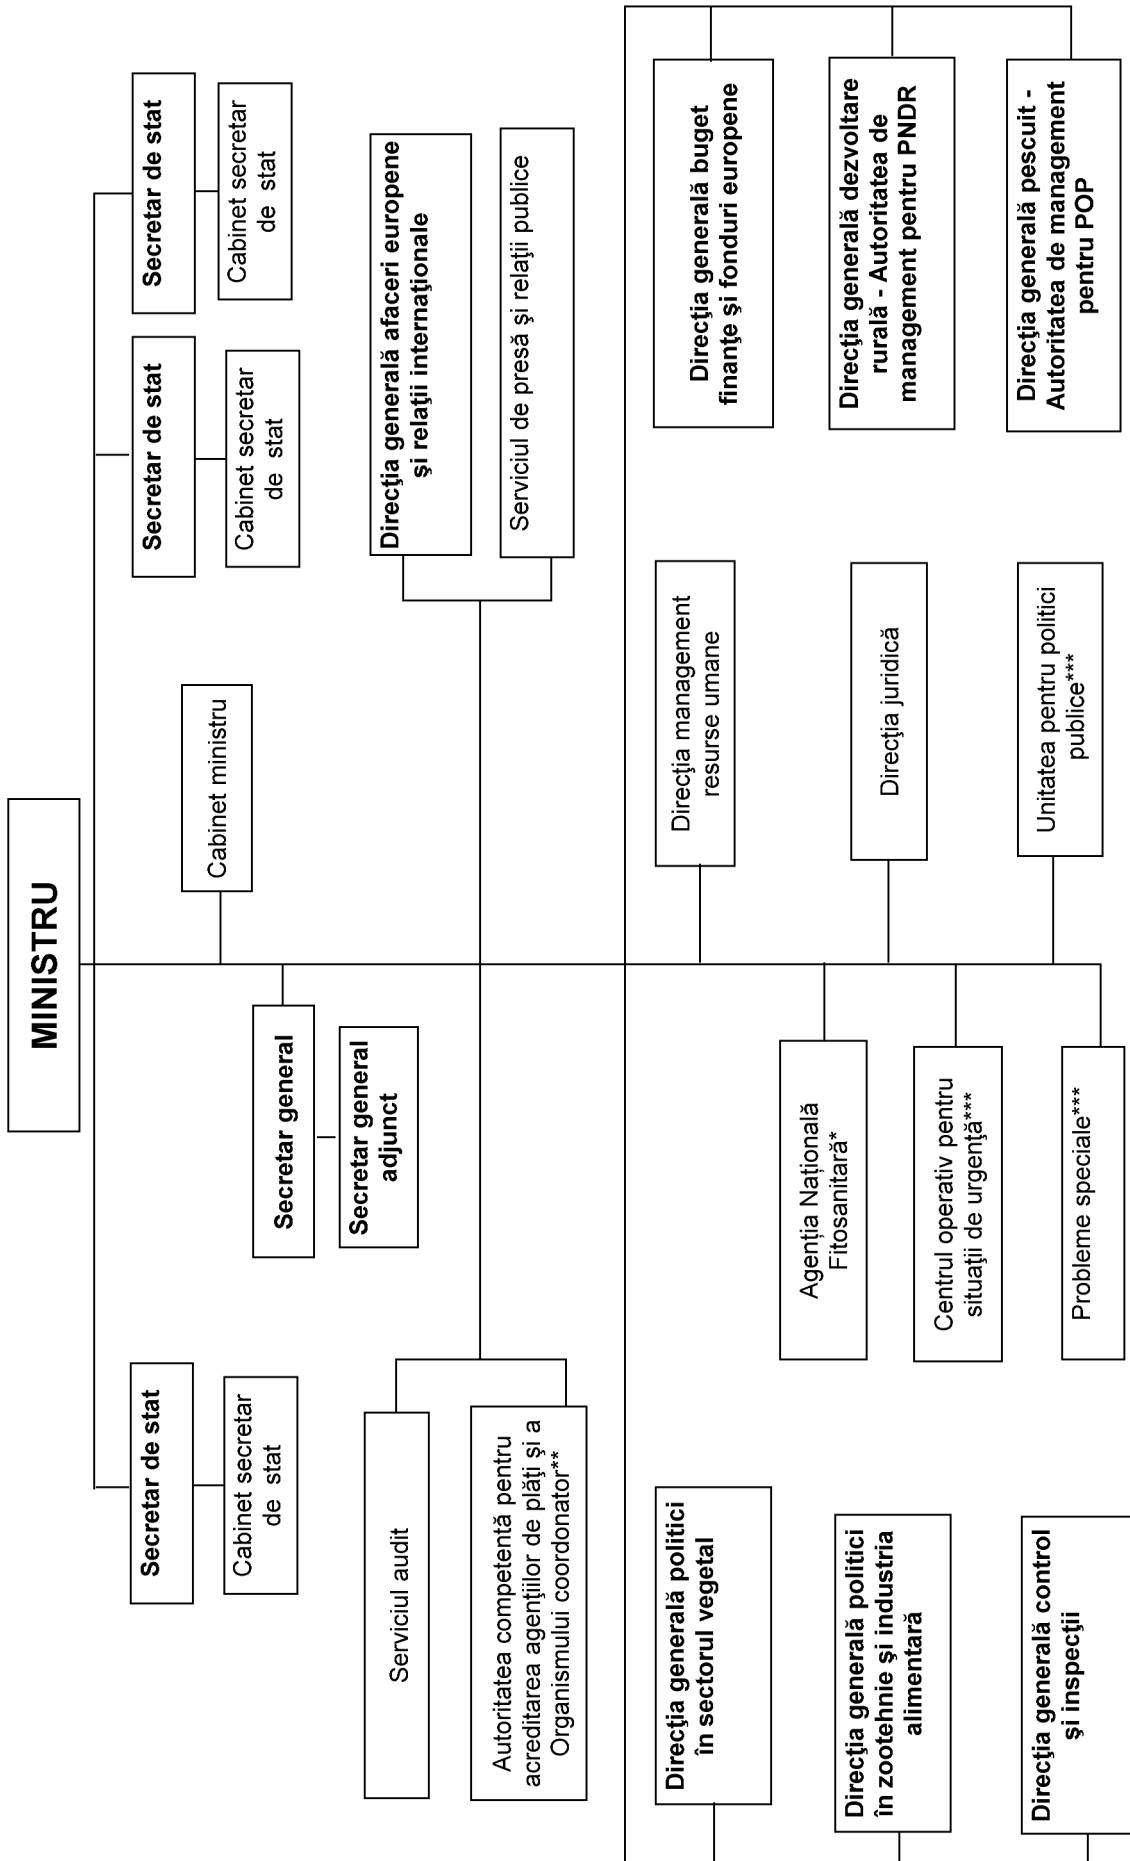 MINISTRU
Secretar de stat
Cabinet secretar
de stat
Secretar de stat
Cabinet secretar
de stat
Secretar de stat
Cabinet secretar
de stat
Cabinet ministru
Secretar general
Secretar general
adjunct
Serviciul audit
Autoritatea competentă pentru
acreditarea agenţiilor de plăţi şi a
Organismului coordonator**
Direcţia generală afaceri europene
şi relaţii internaţionale
Serviciul de presă şi relaţii publice
Direcţia generală politici
în sectorul vegetal
Direcţia generală politici
în zootehnie şi industria
alimentară
Direcţia generală control
şi inspecţii
Agenția Națională
Fitosanitară*
Centrul operativ pentru
situaţii de urgenţă***
Probleme speciale***
Direcţia management
resurse umane
Direcţia juridică
Unitatea pentru politici
publice***
Direcţia generală buget
finanţe şi fonduri europene
Direcţia generală dezvoltare
rurală - Autoritatea de
management pentru PNDR
Direcţia generală pescuit -
Autoritatea de management
pentru POP